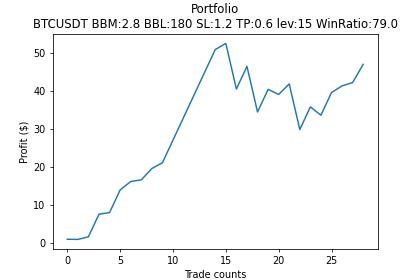 Portfolio
BTCUSDT BBM:2.8 BBL:180 SL:1.2 TP:0.6 lev:15 WinRatio:79.0
50
40
30
20
10
0
Profit ($)
0 5 10 15 20 25
Trade counts